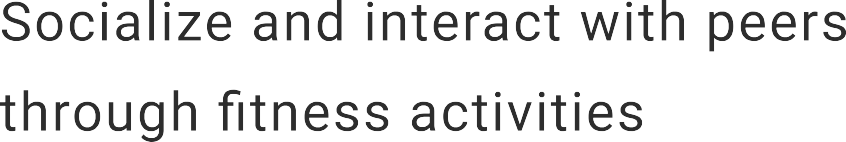 Socialize and interact with peers
through fitness activities